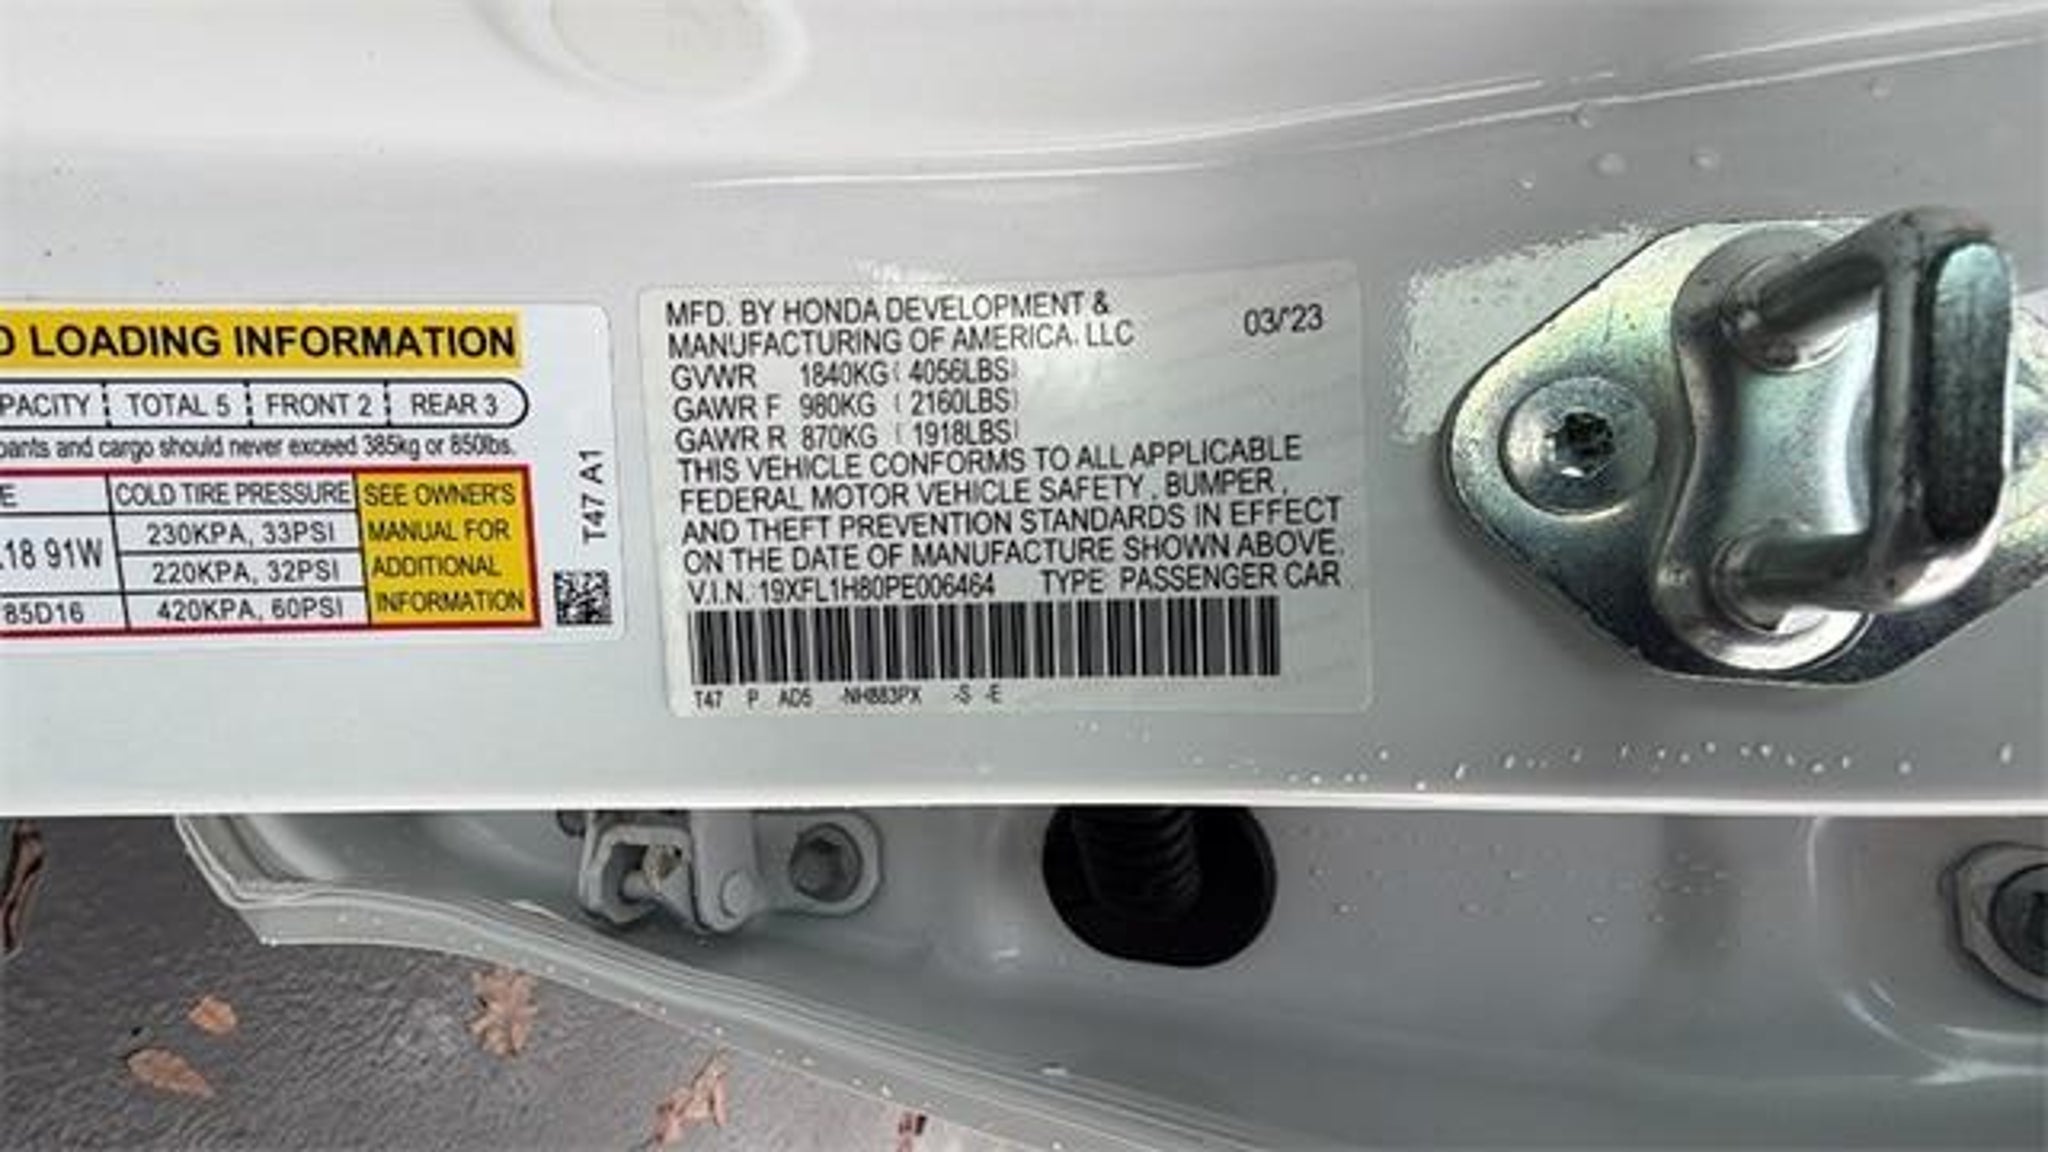 D LOADING INFORMATION
PACITY TOTAL 5 FRONT 2 REAR 3
pants and cargo should never exceed 385kg or 850lbs.
E COLD TIRE PRESSURE SEE OWNER'S
MANUAL FOR
ADDITIONAL
INFORMATION
.18 91W 230KPA, 33PSI
220KPA, 32PSI
85D16 420KPA, 60PSI
T47 A1
MFD. BY HONDA DEVELOPMENT &
MANUFACTURING OF AMERICA, LLC 03/'23
GVWR 1840KG( 4056LBS)
GAWR F 980KG ( 2160LBS)
GAWR R 870KG ( 1918LBS)
THIS VEHICLE CONFORMS TO ALL APPLICABLE
FEDERAL MOTOR VEHICLE SAFETY , BUMPER ,
AND THEFT PREVENTION STANDARDS IN EFFECT
ON THE DATE OF MANUFACTURE SHOWN ABOVE.
V.I.N.:19XFL1H80PE006464 TYPE: PASSENGER CAR
T47 P AD5 -NH883PX -S -E